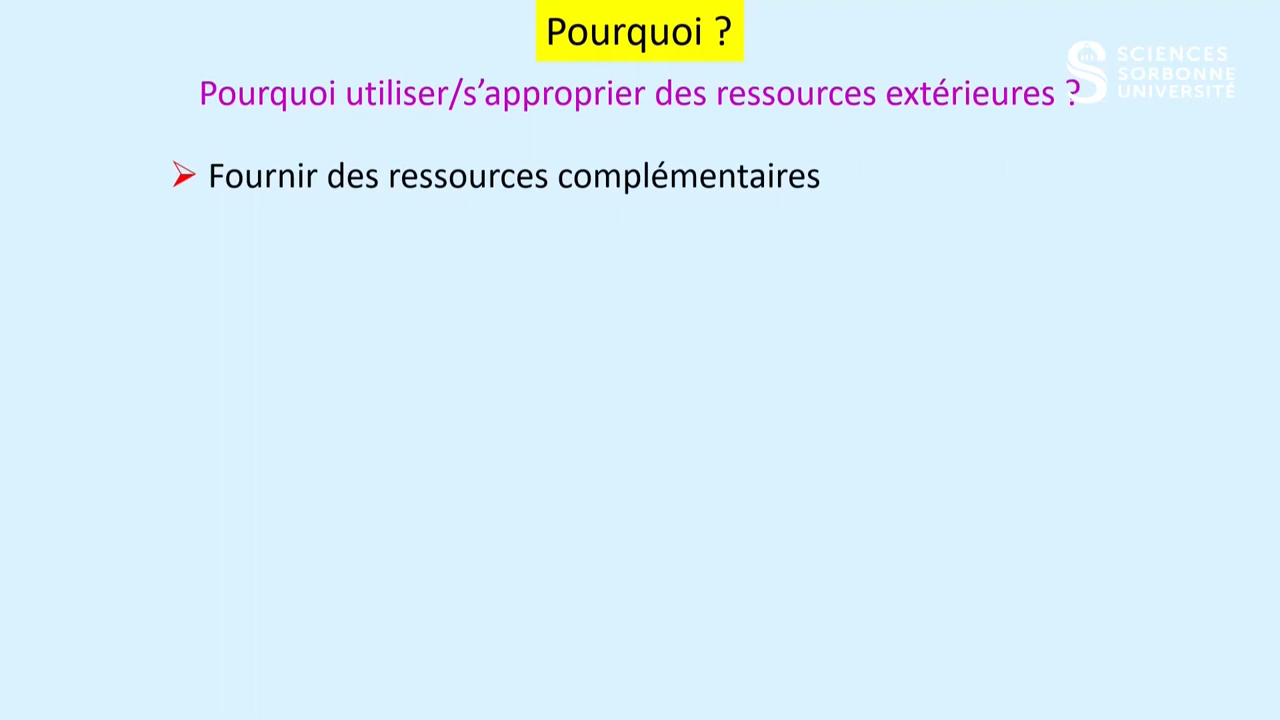 Pourquoi ?
Pourquoi utiliser/s’approprier des ressources extérieures ?
SCIENCES
SORBONNE
UNIVERSITÉ
Fournir des ressources complémentaires